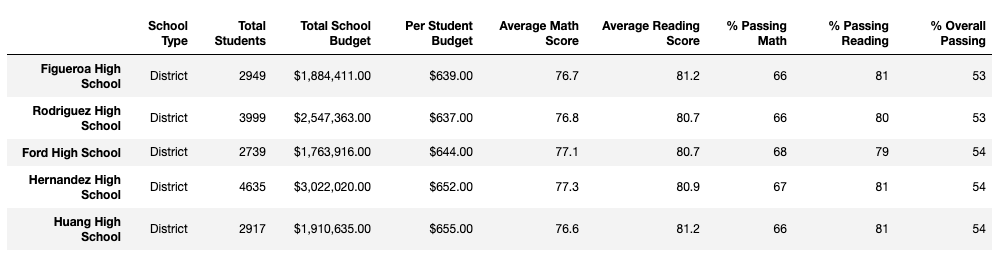 School Type Total Students Total School Budget Per Student Budget Average Math Score Average Reading Score % Passing Math % Passing Reading % Overall Passing
Figueroa High School District 2949 $1,884,411.00 $639.00 76.7 81.2 66 81 53
Rodriguez High School District 3999 $2,547,363.00 $637.00 76.8 80.7 66 80 53
Ford High School District 2739 $1,763,916.00 $644.00 77.1 80.7 68 79 54
Hernandez High School District 4635 $3,022,020.00 $652.00 77.3 80.9 67 81 54
Huang High School District 2917 $1,910,635.00 $655.00 76.6 81.2 66 81 54